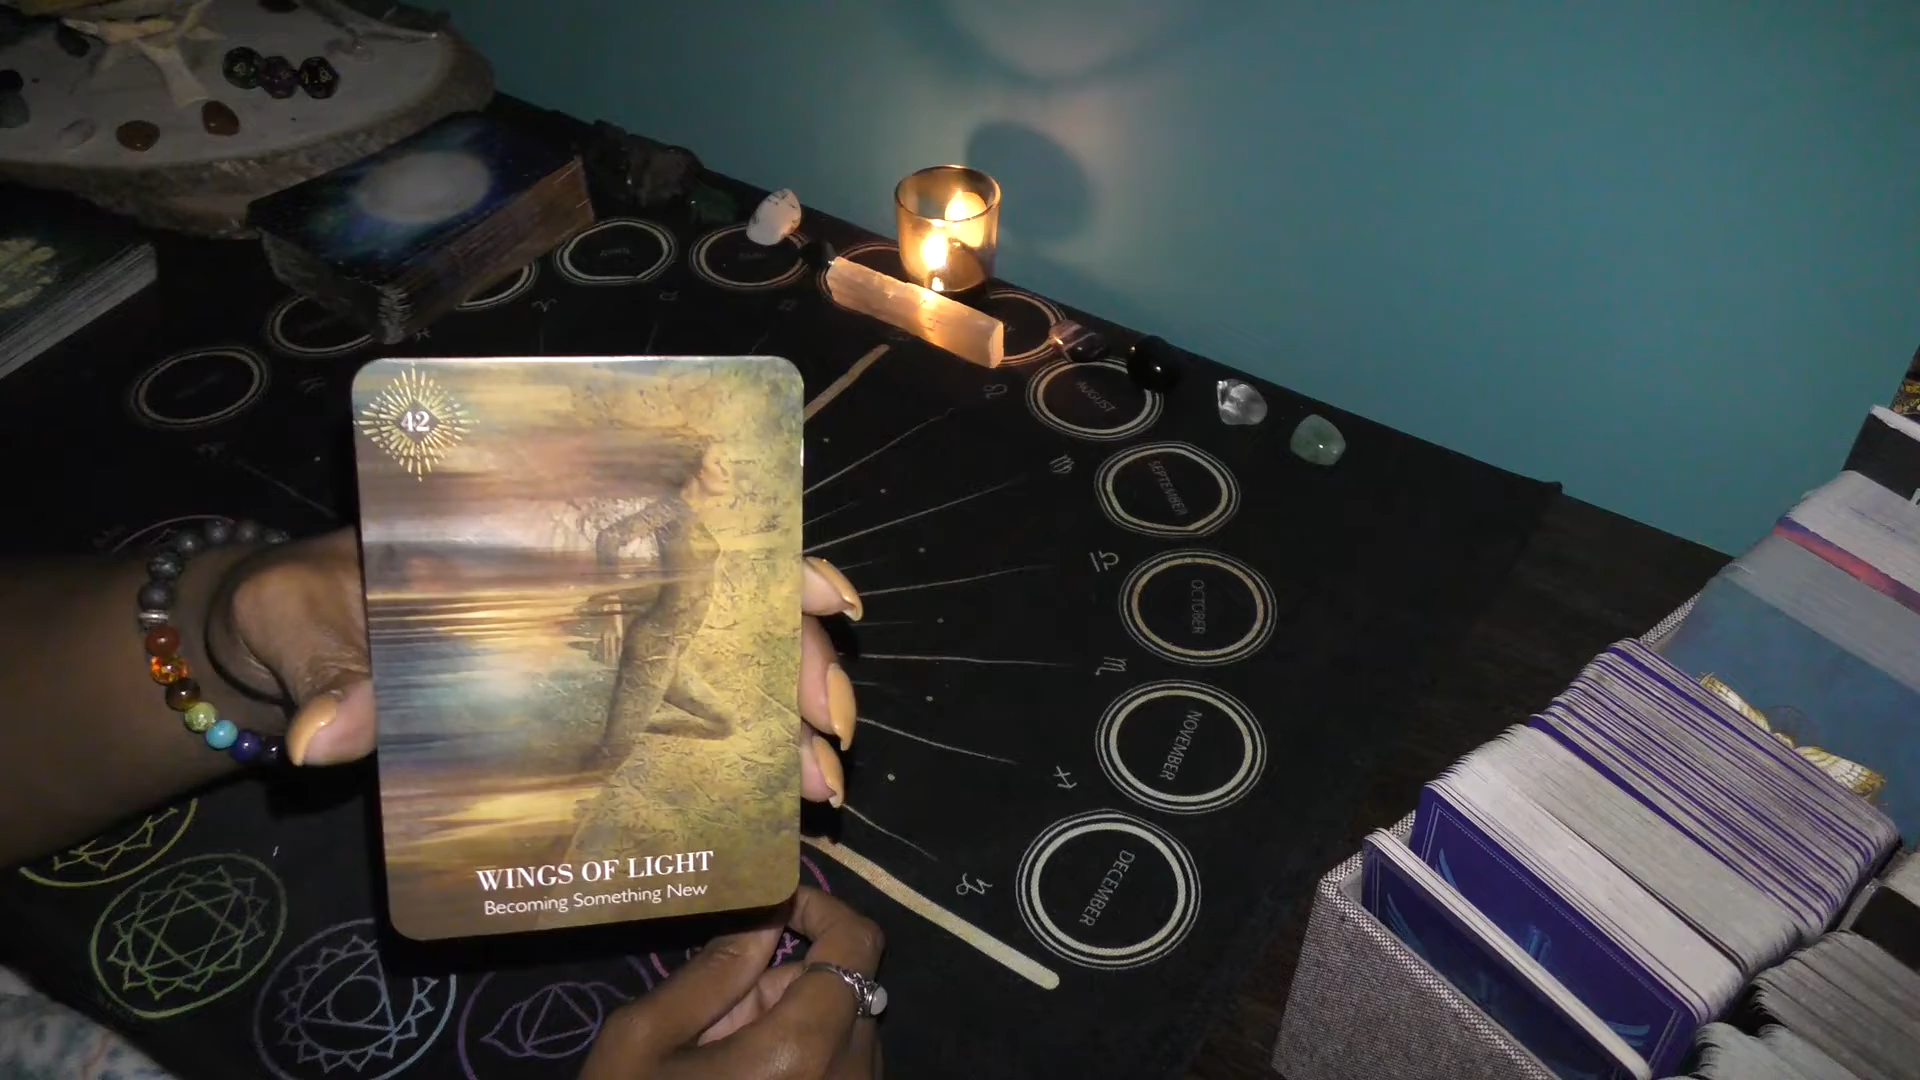 42
WINGS OF LIGHT
Becoming Something New
AUGUST
SEPTEMBER
OCTOBER
NOVEMBER
DECEMBER